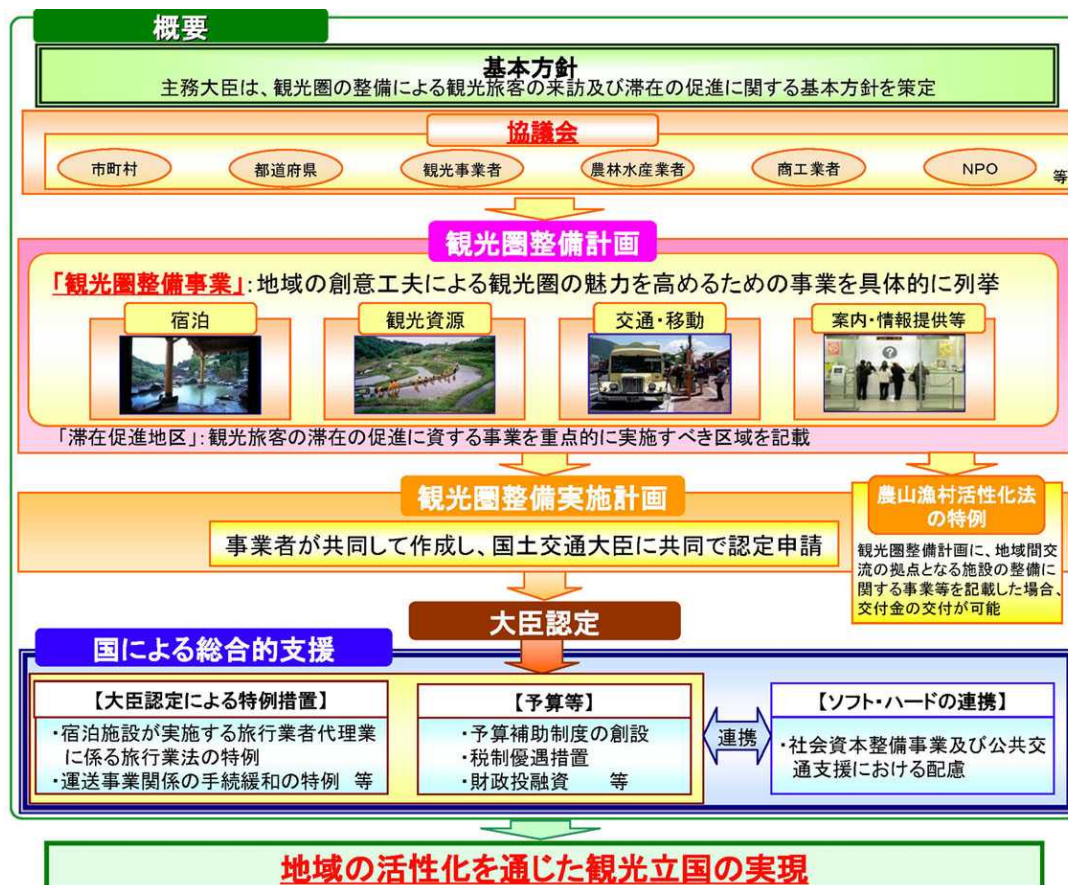 概要
基本方針
主務大臣は、観光圏の整備による観光旅客の来訪及び滞在の促進に関する基本方針を策定
協議会
市町村
都道府県
観光事業者
農林水産業者
商工業者
NPO
等
観光圏整備計画
「観光圏整備事業」：地域の創意工夫による観光圏の魅力を高めるための事業を具体的に列挙
宿泊
観光資源
交通・移動
案内・情報提供等
?
「滞在促進地区」：観光旅客の滞在の促進に資する事業を重点的に実施すべき区域を記載
観光圏整備実施計画
事業者が共同して作成し、国土交通大臣に共同で認定申請
農山漁村活性化法
の特例
観光圏整備計画に、地域間交
流の拠点となる施設の整備に
関する事業等を記載した場合、
交付金の交付が可能
大臣認定
国による総合的支援
【大臣認定による特例措置】
・宿泊施設が実施する旅行業者代理業
に係る旅行業法の特例
・運送事業関係の手続緩和の特例 等
【予算等】
・予算補助制度の創設
・税制優遇措置
・財政投融資 等
連携
【ソフト・ハードの連携】
・社会資本整備事業及び公共交
通支援における配慮
地域の活性化を通じた観光立国の実現